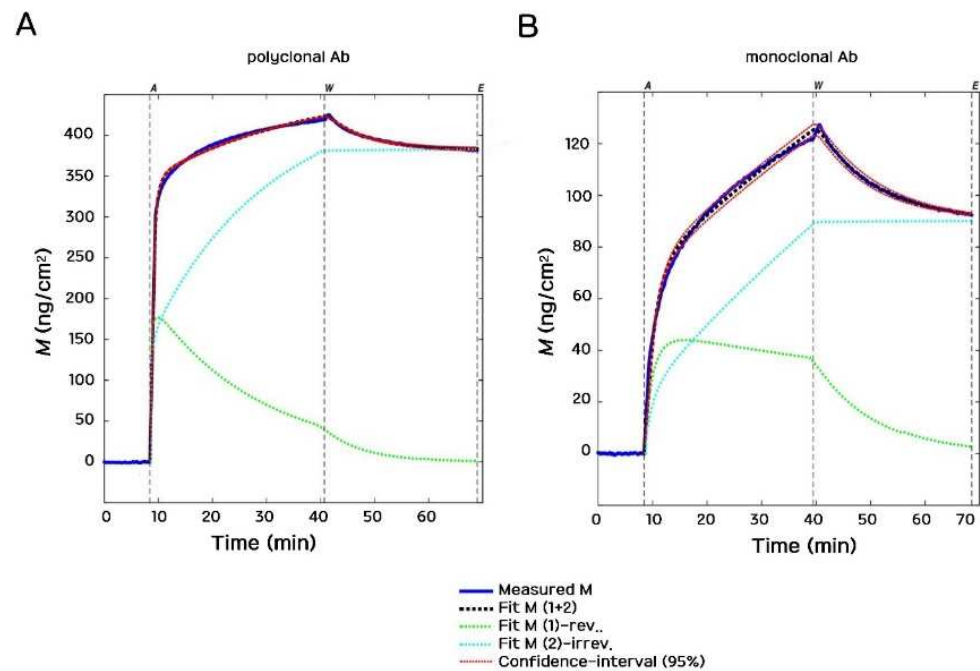 A
polyclonal Ab
A
W
E
400
350
300
250
200
150
100
50
0
M (ng/cm²)
0 10 20 30 40 50 60
Time (min)
B
monoclonal Ab
A
W
E
120
100
80
60
40
20
0
M (ng/cm²)
0 10 20 30 40 50 60 70
Time (min)
Measured M
Fit M (1+2)
Fit M (1)-rev..
Fit M (2)-irrev.
Confidence-interval (95%)